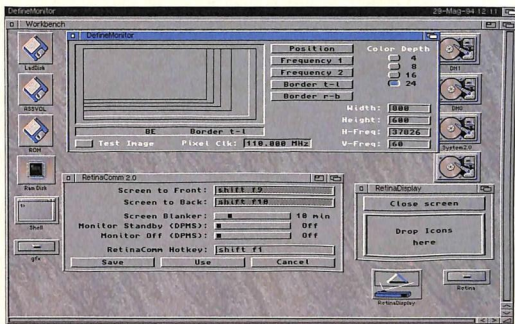 DefineMonitor
29-Mag-94 12:11
Workbench
DefineMonitor
LadDisk
ASSVOL
ROM
Ram Disk
Shell
gfx
Position
Frequency 1
Frequency 2
Border t-l
Border r-b
Color Depth
4
8
16
24
Width: 800
Height: 600
H-Freq: 37826
V-Freq: 60
BE Border t-l
Test Image
Pixel Clk: 110.000 MHz
DH1
DH0
System2.0
RetinaComm 2.0
Screen to Front: shift f9
Screen to Back: shift f10
Screen Blanker: 10 min
Monitor Standby (DPMS): Off
Monitor Off (DPMS): Off
RetinaComm Hotkey: shift f1
Save
Use
Cancel
RetinaDisplay
Close screen
Drop Icons
here
RetinaDisplay
Retina